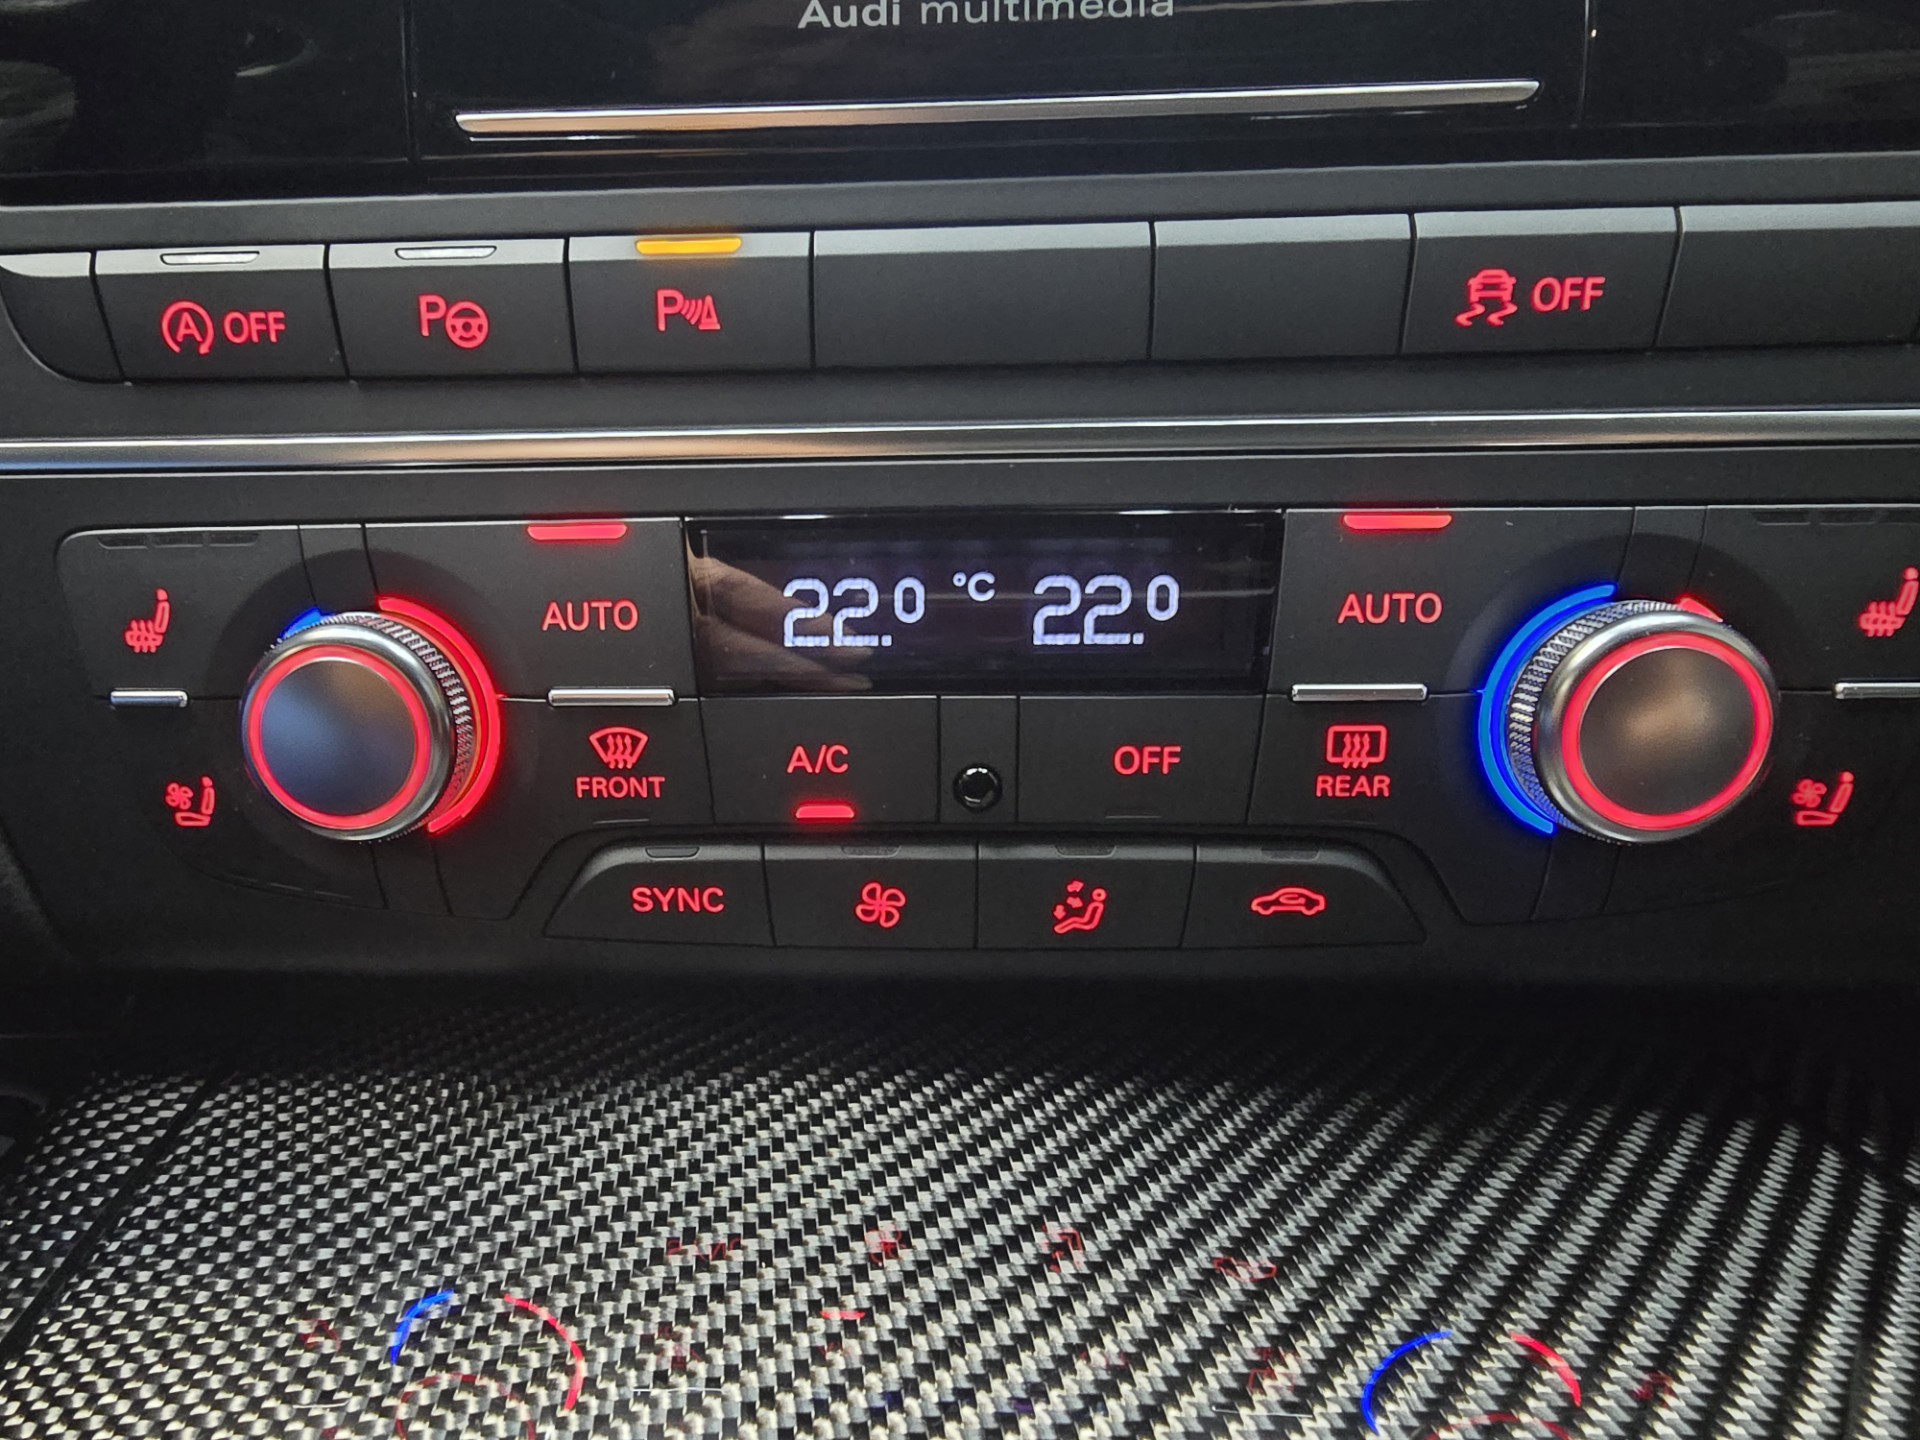 Audi multimedia
A OFF
P
P
OFF
AUTO
22.0 °C 22.0
AUTO
FRONT
A/C
OFF
REAR
SYNC